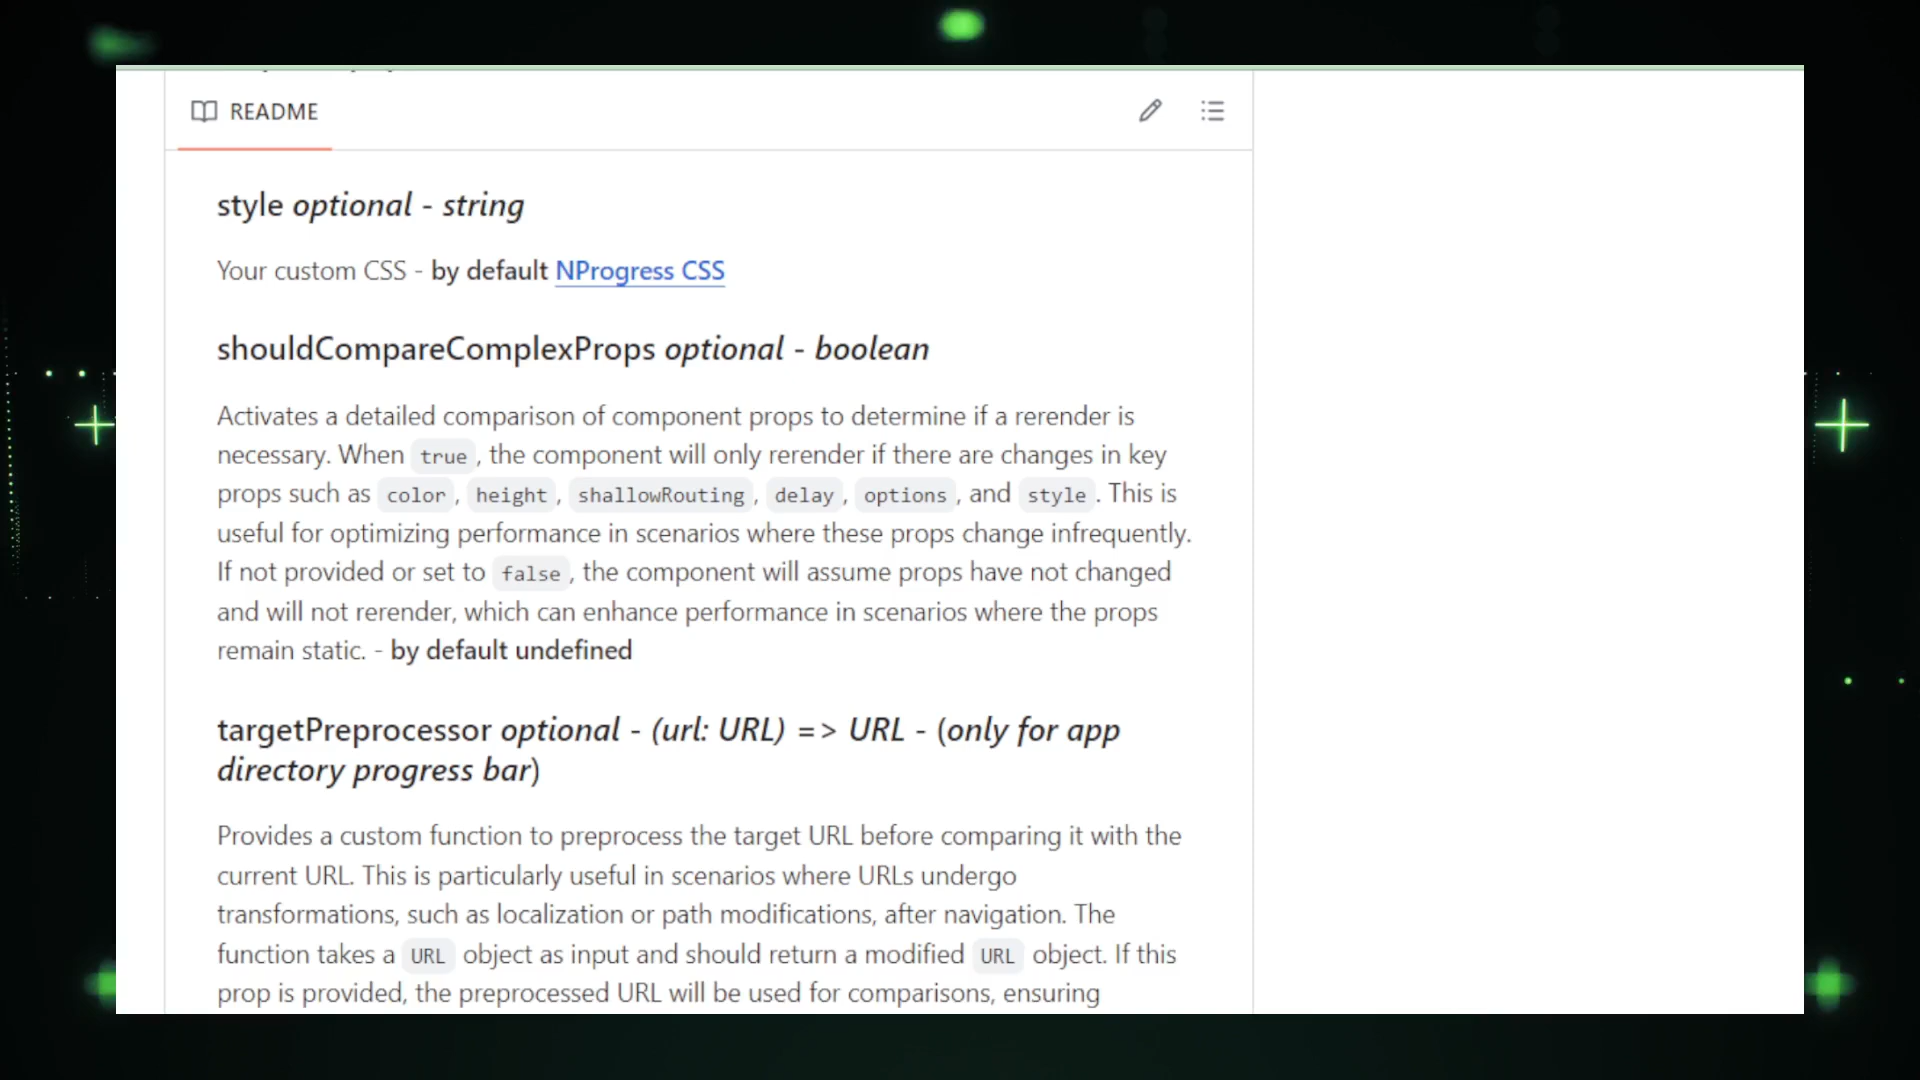 README
style optional - string
Your custom CSS - by default NProgress CSS
shouldCompareComplexProps optional - boolean
Activates a detailed comparison of component props to determine if a rerender is
necessary. When true, the component will only rerender if there are changes in key
props such as color, height, shallowRouting, delay, options, and style. This is
useful for optimizing performance in scenarios where these props change infrequently.
If not provided or set to false, the component will assume props have not changed
and will not rerender, which can enhance performance in scenarios where the props
remain static. - by default undefined
targetPreprocessor optional - (url: URL) => URL - (only for app
directory progress bar)
Provides a custom function to preprocess the target URL before comparing it with the
current URL. This is particularly useful in scenarios where URLs undergo
transformations, such as localization or path modifications, after navigation. The
function takes a URL object as input and should return a modified URL object. If this
prop is provided, the preprocessed URL will be used for comparisons, ensuring